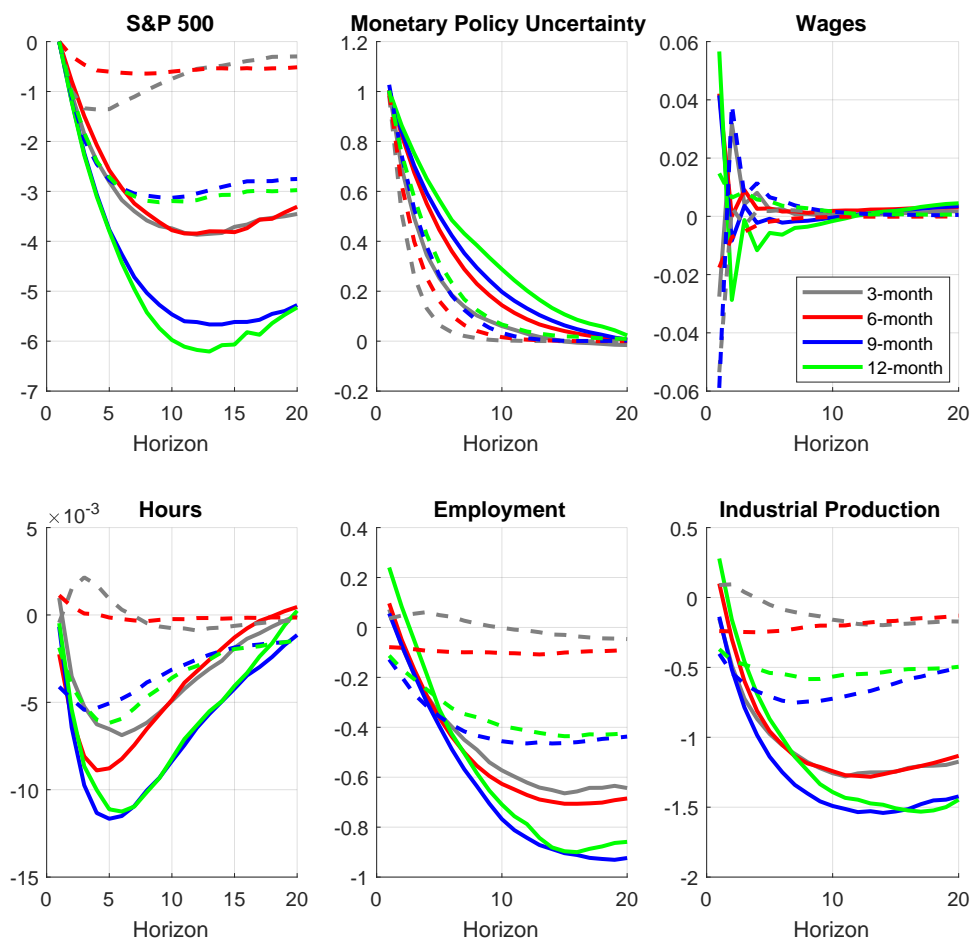 S&P 500
0
-1
-2
-3
-4
-5
-6
-7
0 5 10 15 20
Horizon
Monetary Policy Uncertainty
1.2
1
0.8
0.6
0.4
0.2
0
-0.2
0 10 20
Horizon
Wages
0.06
0.04
0.02
0
-0.02
-0.04
-0.06
0 10 20
Horizon
3-month
6-month
9-month
12-month
Hours
× 10⁻³
5
0
-5
-10
-15
0 5 10 15 20
Horizon
Employment
0.4
0.2
0
-0.2
-0.4
-0.6
-0.8
-1
0 10 20
Horizon
Industrial Production
0.5
0
-0.5
-1
-1.5
-2
0 10 20
Horizon